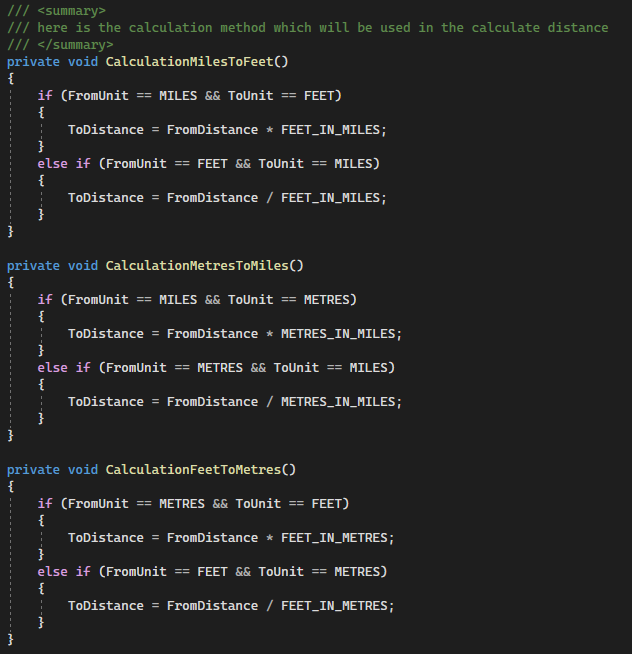 /// <summary>
/// here is the calculation method which will be used in the calculate distance
/// </summary>
private void CalculationMilesToFeet()
{
    if (FromUnit == MILES && ToUnit == FEET)
    {
        ToDistance = FromDistance * FEET_IN_MILES;
    }
    else if (FromUnit == FEET && ToUnit == MILES)
    {
        ToDistance = FromDistance / FEET_IN_MILES;
    }
}

private void CalculationMetresToMiles()
{
    if (FromUnit == MILES && ToUnit == METRES)
    {
        ToDistance = FromDistance * METRES_IN_MILES;
    }
    else if (FromUnit == METRES && ToUnit == MILES)
    {
        ToDistance = FromDistance / METRES_IN_MILES;
    }
}

private void CalculationFeetToMetres()
{
    if (FromUnit == METRES && ToUnit == FEET)
    {
        ToDistance = FromDistance * FEET_IN_METRES;
    }
    else if (FromUnit == FEET && ToUnit == METRES)
    {
        ToDistance = FromDistance / FEET_IN_METRES;
    }
}